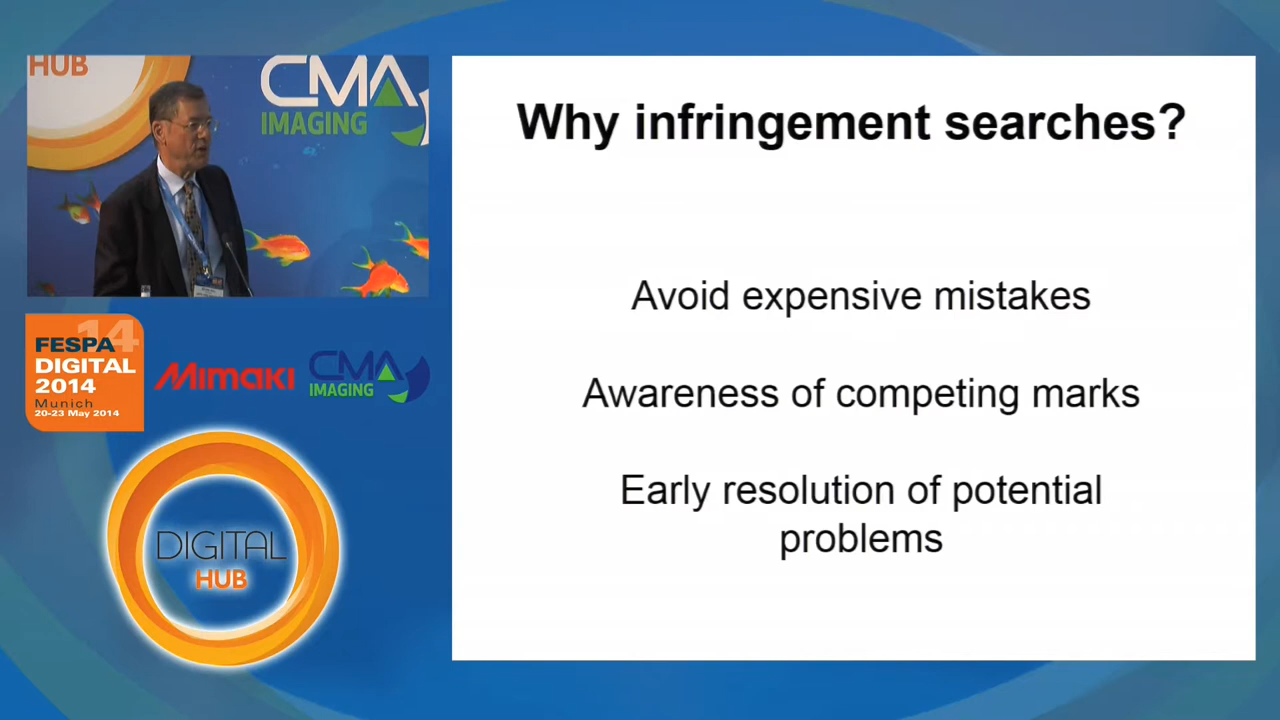 HUB
CMA
IMAGING
FESPA 14
DIGITAL
2014
Munich
20-23 May 2014
Mimaki
CMA
IMAGING
DIGITAL
HUB
Why infringement searches?
Avoid expensive mistakes
Awareness of competing marks
Early resolution of potential
problems